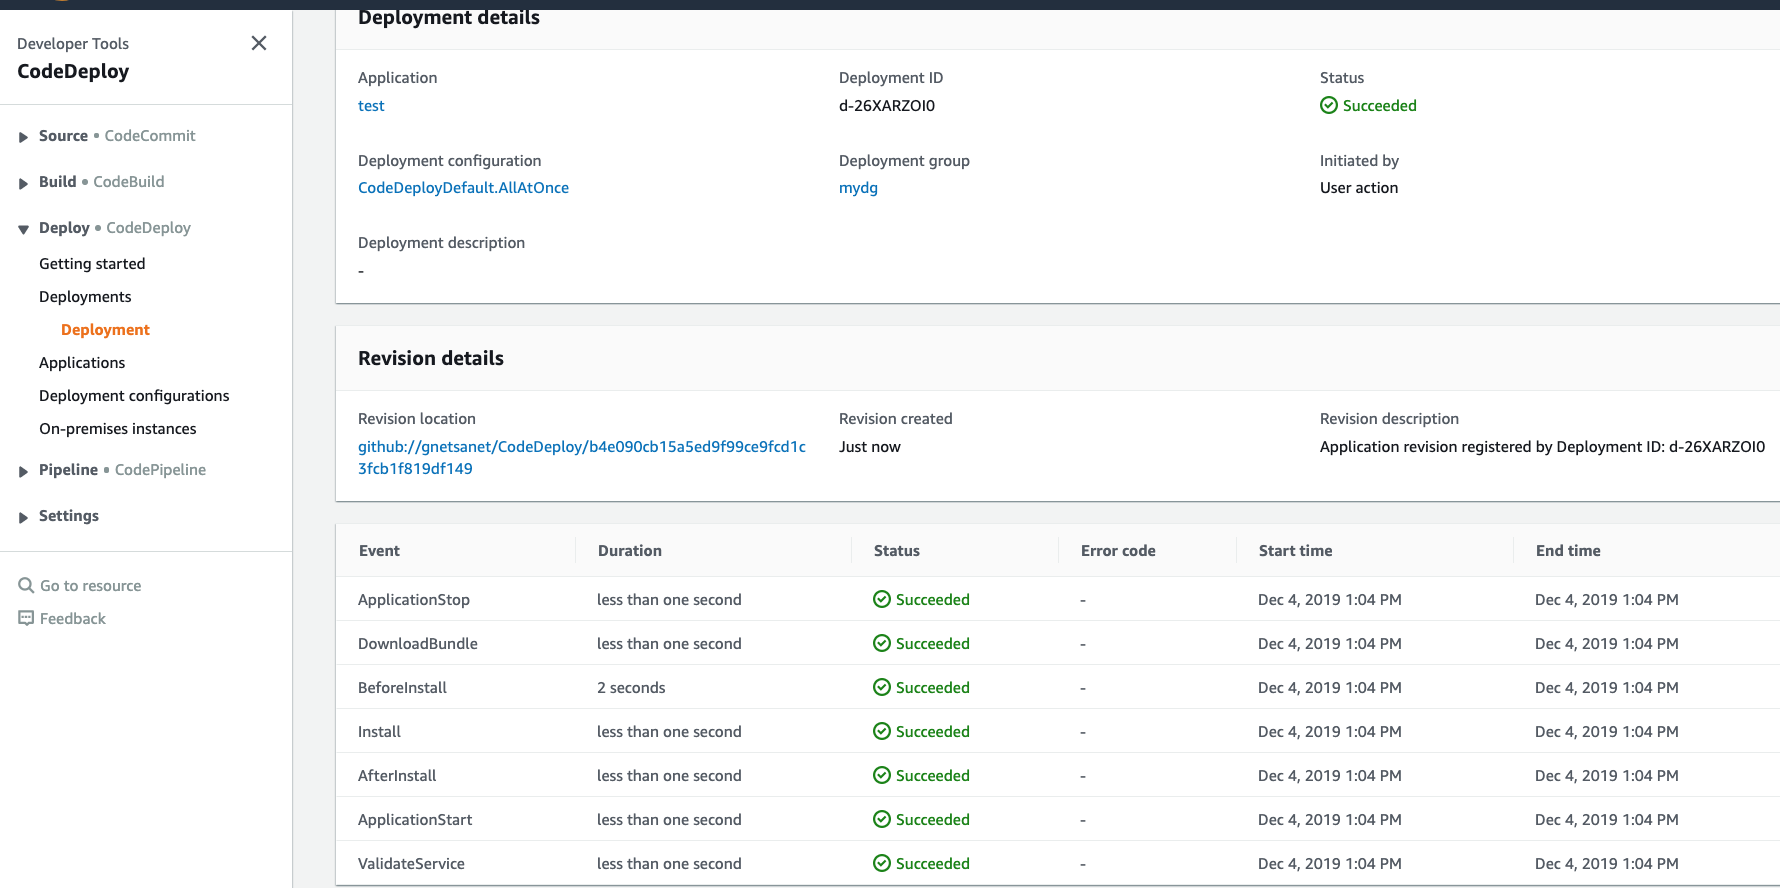 Deployment details
Developer Tools
CodeDeploy
Source • CodeCommit
Build • CodeBuild
Deploy • CodeDeploy
Getting started
Deployments
Deployment
Applications
Deployment configurations
On-premises instances
Pipeline • CodePipeline
Settings
Go to resource
Feedback
Application
Deployment ID
Status
test
d-26XARZOI0
Succeeded
Deployment configuration
Deployment group
Initiated by
CodeDeployDefault.AllAtOnce
mydg
User action
Deployment description
-
Revision details
Revision location
Revision created
Revision description
github://gnetsanet/CodeDeploy/b4e090cb15a5ed9f99ce9fcd1c
3fcb1f819df149
Just now
Application revision registered by Deployment ID: d-26XARZOI0
Event Duration Status Error code Start time End time
ApplicationStop less than one second Succeeded - Dec 4, 2019 1:04 PM Dec 4, 2019 1:04 PM
DownloadBundle less than one second Succeeded - Dec 4, 2019 1:04 PM Dec 4, 2019 1:04 PM
BeforeInstall 2 seconds Succeeded - Dec 4, 2019 1:04 PM Dec 4, 2019 1:04 PM
Install less than one second Succeeded - Dec 4, 2019 1:04 PM Dec 4, 2019 1:04 PM
AfterInstall less than one second Succeeded - Dec 4, 2019 1:04 PM Dec 4, 2019 1:04 PM
ApplicationStart less than one second Succeeded - Dec 4, 2019 1:04 PM Dec 4, 2019 1:04 PM
ValidateService less than one second Succeeded - Dec 4, 2019 1:04 PM Dec 4, 2019 1:04 PM